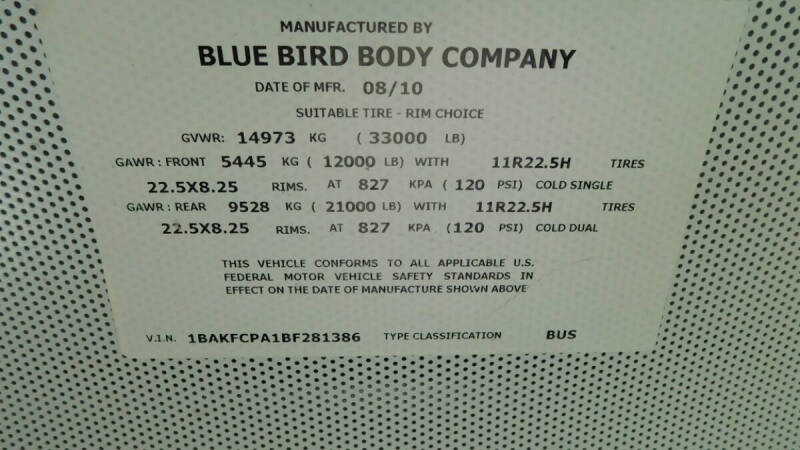 MANUFACTURED BY
BLUE BIRD BODY COMPANY
DATE OF MFR. 08/10
SUITABLE TIRE - RIM CHOICE
GVWR: 14973 KG ( 33000 LB)
GAWR : FRONT 5445 KG ( 12000 LB) WITH 11R22.5H TIRES
22.5X8.25 RIMS. AT 827 KPA ( 120 PSI) COLD SINGLE
GAWR : REAR 9528 KG ( 21000 LB) WITH 11R22.5H TIRES
22.5X8.25 RIMS. AT 827 KPA (120 PSI) COLD DUAL
THIS VEHICLE CONFORMS TO ALL APPLICABLE U.S.
FEDERAL MOTOR VEHICLE SAFETY STANDARDS IN
EFFECT ON THE DATE OF MANUFACTURE SHOWN ABOVE
V.I.N. 1BAKFCPA1BF281386 TYPE CLASSIFICATION BUS